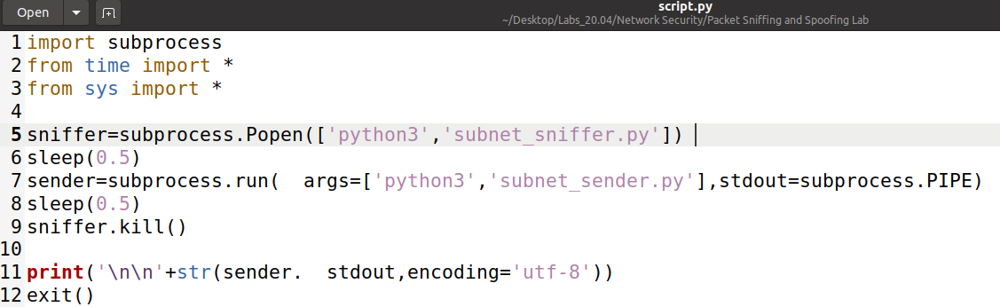 Open
script.py
~/Desktop/Labs_20.04/Network Security/Packet Sniffing and Spoofing Lab
1 import subprocess
2 from time import *
3 from sys import *
4
5 sniffer=subprocess.Popen(['python3','subnet_sniffer.py'])
6 sleep(0.5)
7 sender=subprocess.run(  args=['python3','subnet_sender.py'],stdout=subprocess.PIPE)
8 sleep(0.5)
9 sniffer.kill()
10
11 print('\n\n'+str(sender.  stdout,encoding='utf-8'))
12 exit()